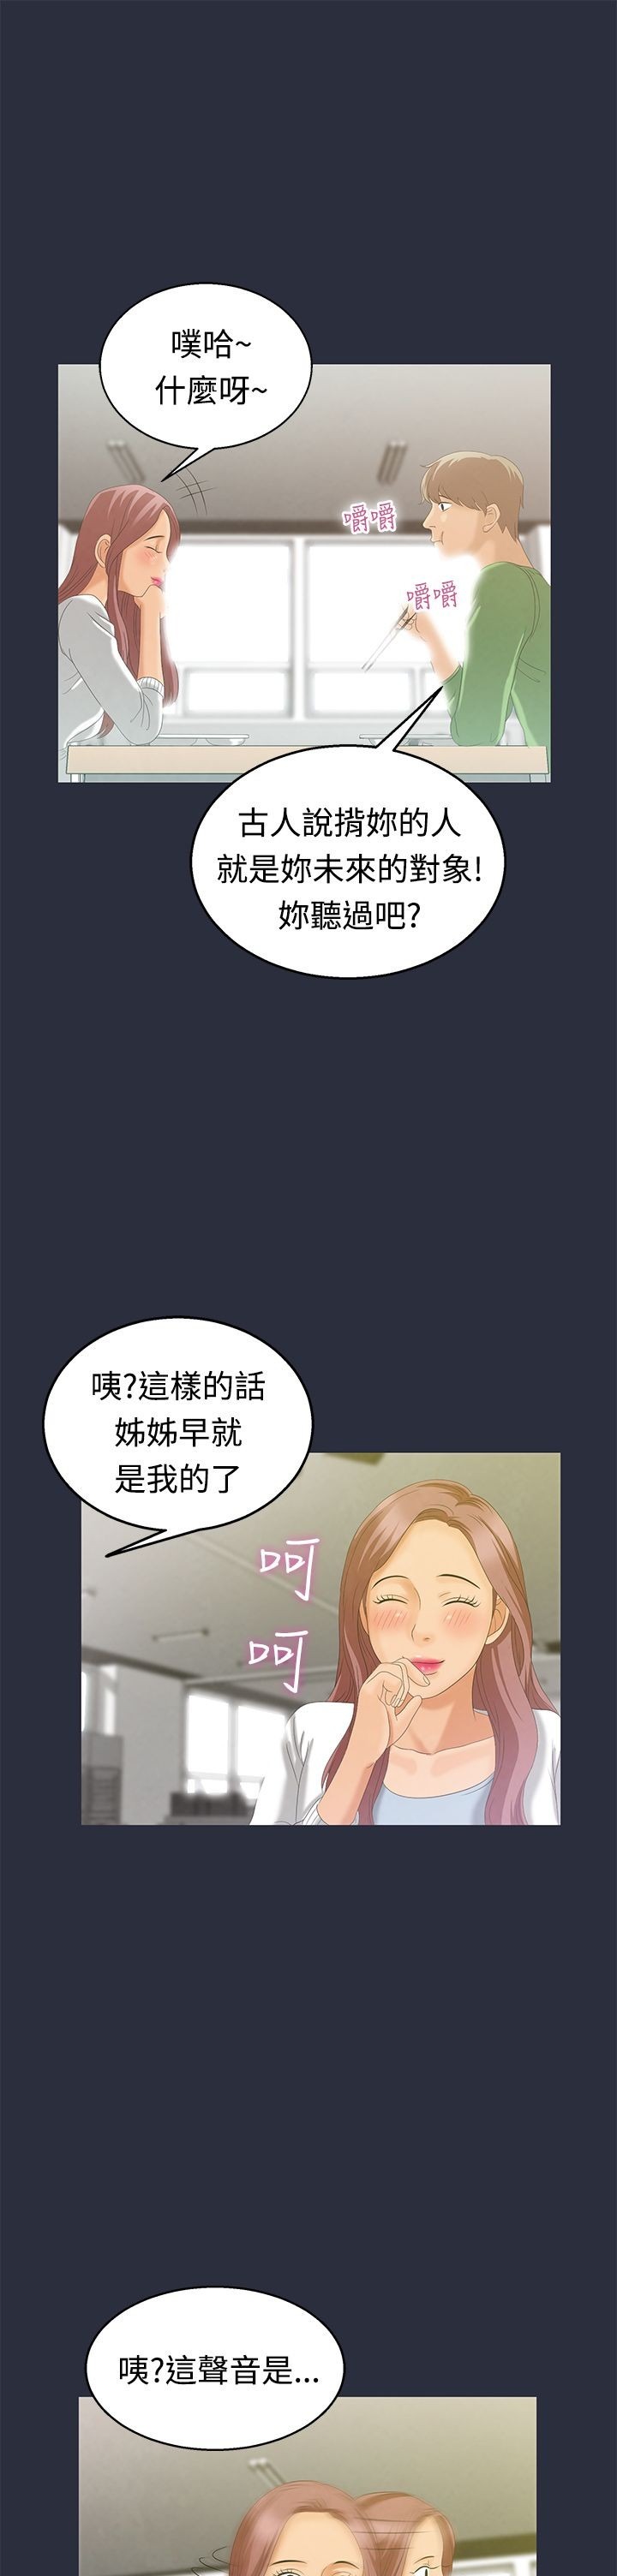 噗哈~
什麼呀~
嚼嚼
嚼嚼
古人說揹妳的人
就是妳未來的對象!
妳聽過吧?
咦?這樣的話
姊姊早就
是我的了
呵
呵
咦?這聲音是...